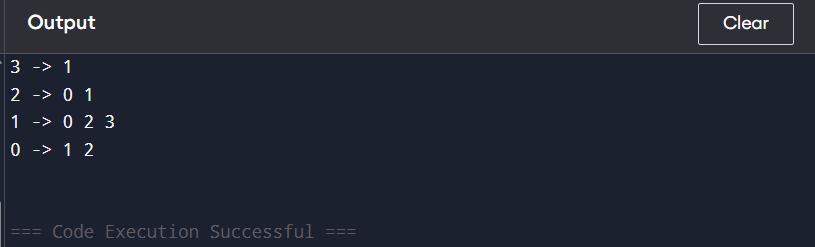 Output
Clear
3 -> 1
2 -> 0 1
1 -> 0 2 3
0 -> 1 2
=== Code Execution Successful ===